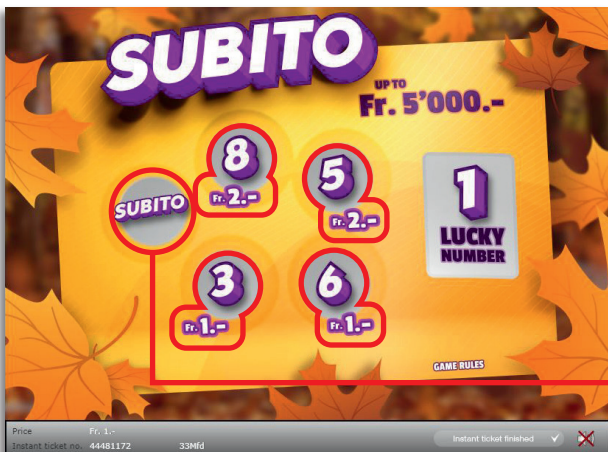 SUBITO
UP TO
Fr. 5'000.-
8
Fr. 2.-
5
Fr. 2.-
SUBITO
1
LUCKY
NUMBER
3
Fr. 1.-
6
Fr. 1.-
GAME RULES
Price Fr. 1.-
Instant ticket no. 44481172 33Mfd
Instant ticket finished